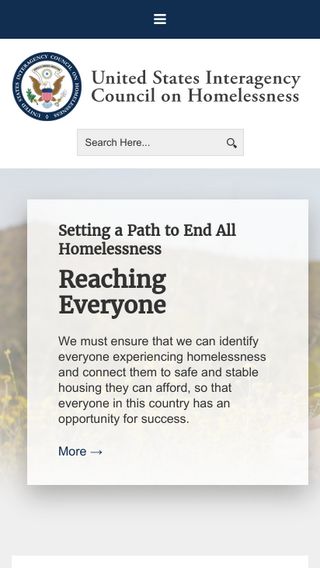 UNITED STATES INTERAGENCY COUNCIL ON HOMELESSNESS
United States Interagency
Council on Homelessness
Search Here...
Setting a Path to End All
Homelessness
Reaching
Everyone
We must ensure that we can identify
everyone experiencing homelessness
and connect them to safe and stable
housing they can afford, so that
everyone in this country has an
opportunity for success.
More →